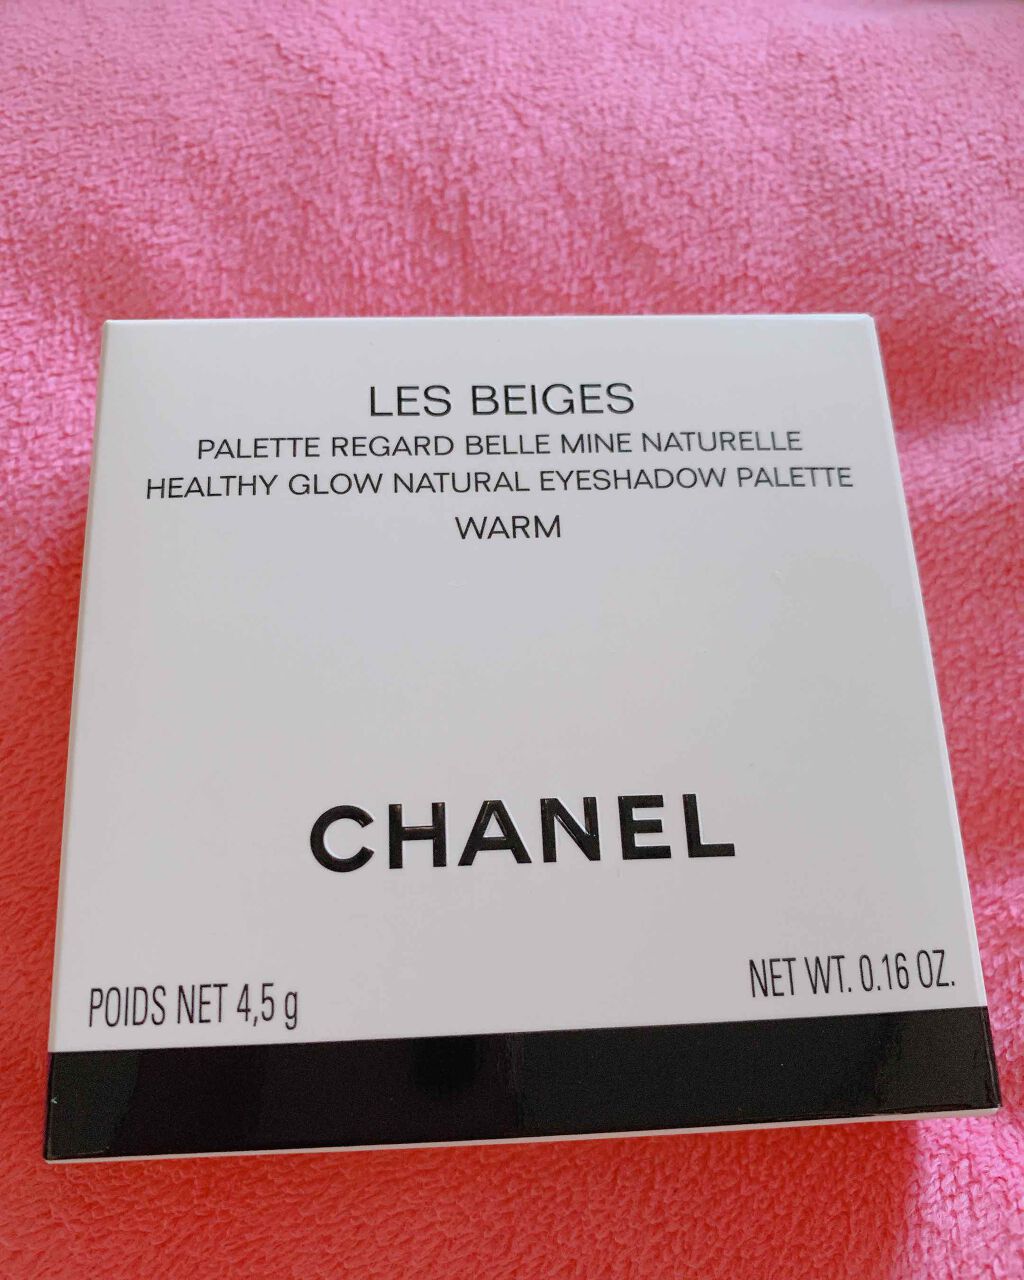 LES BEIGES
PALETTE REGARD BELLE MINE NATURELLE
HEALTHY GLOW NATURAL EYESHADOW PALETTE
WARM
CHANEL
POIDS NET 4,5 g
NET WT. 0.16 OZ.